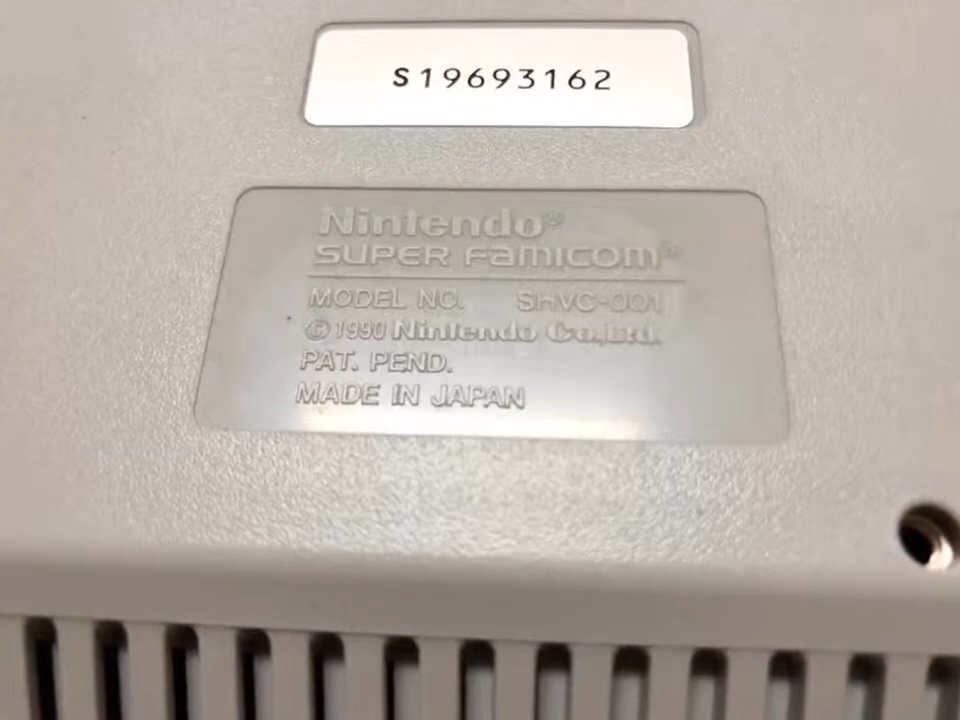 S19693162
Nintendo®
SUPER FAMICOM®
MODEL NO. SHVC-001
© 1990 Nintendo Co.,Ltd.
PAT. PEND.
MADE IN JAPAN